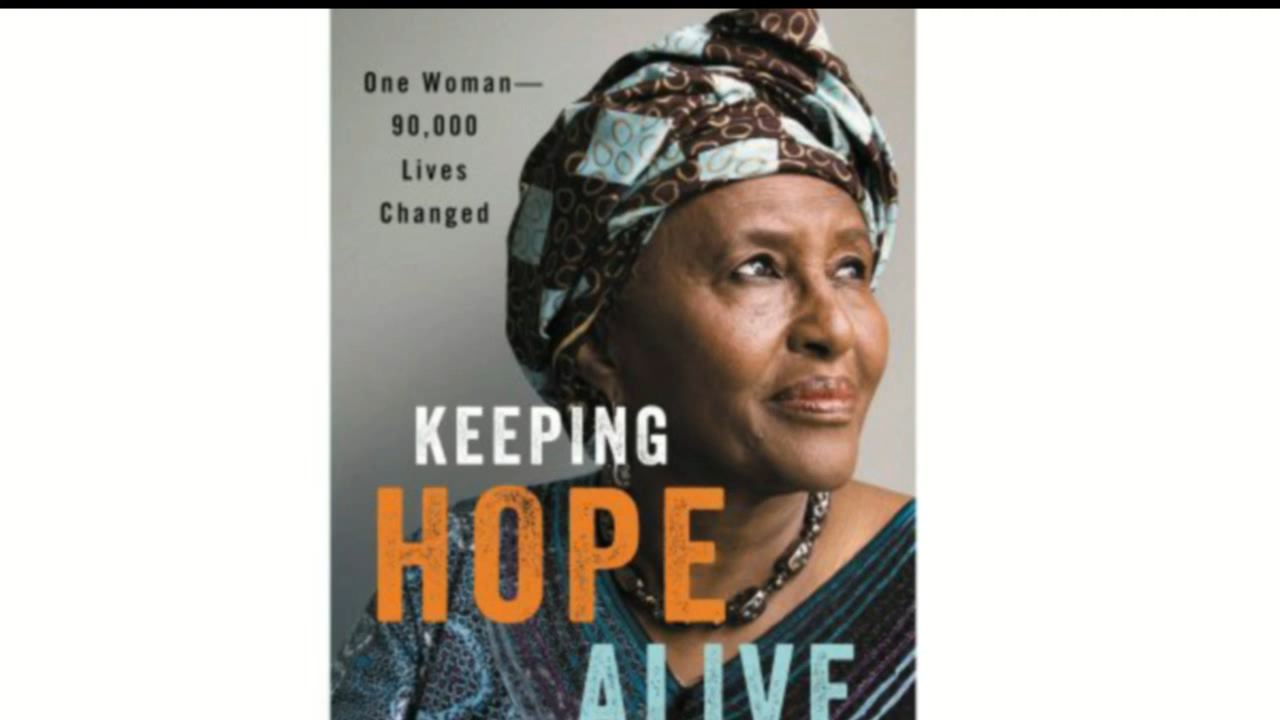 One Woman—
90,000
Lives
Changed
KEEPING
HOPE
ALIVE